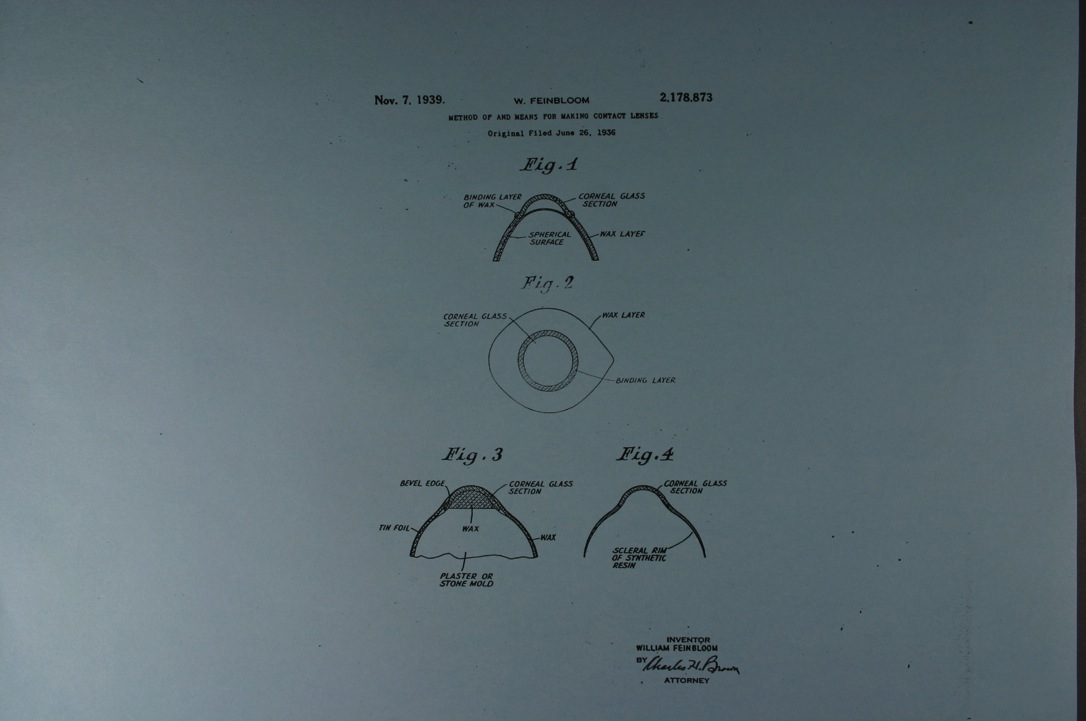 Nov. 7, 1939.
W. FEINBLOOM
2,178,873
METHOD OF AND MEANS FOR MAKING CONTACT LENSES
Original Filed June 26, 1936
Fig. 1
BINDING LAYER
OF WAX
CORNEAL GLASS
SECTION
SPHERICAL
SURFACE
WAX LAYER
Fig. 2
CORNEAL GLASS
SECTION
WAX LAYER
BINDING LAYER
Fig. 3
BEVEL EDGE
CORNEAL GLASS
SECTION
TIN FOIL
WAX
WAX
PLASTER OR
STONE MOLD
Fig. 4
CORNEAL GLASS
SECTION
SCLERAL RIM
OF SYNTHETIC
RESIN
INVENTOR
WILLIAM FEINBLOOM
BY Charles H. Brown
ATTORNEY